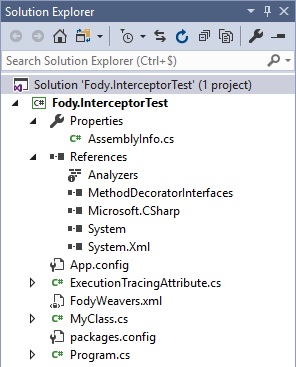 Solution Explorer
Search Solution Explorer (Ctrl+$)
Solution 'Fody.InterceptorTest' (1 project)
C# Fody.InterceptorTest
Properties
C# AssemblyInfo.cs
References
Analyzers
MethodDecoratorInterfaces
Microsoft.CSharp
System
System.Xml
App.config
C# ExecutionTracingAttribute.cs
FodyWeavers.xml
C# MyClass.cs
packages.config
C# Program.cs